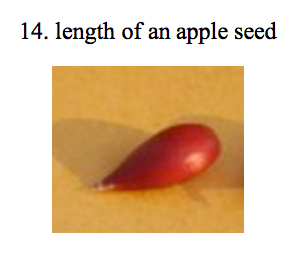 14. length of an apple seed